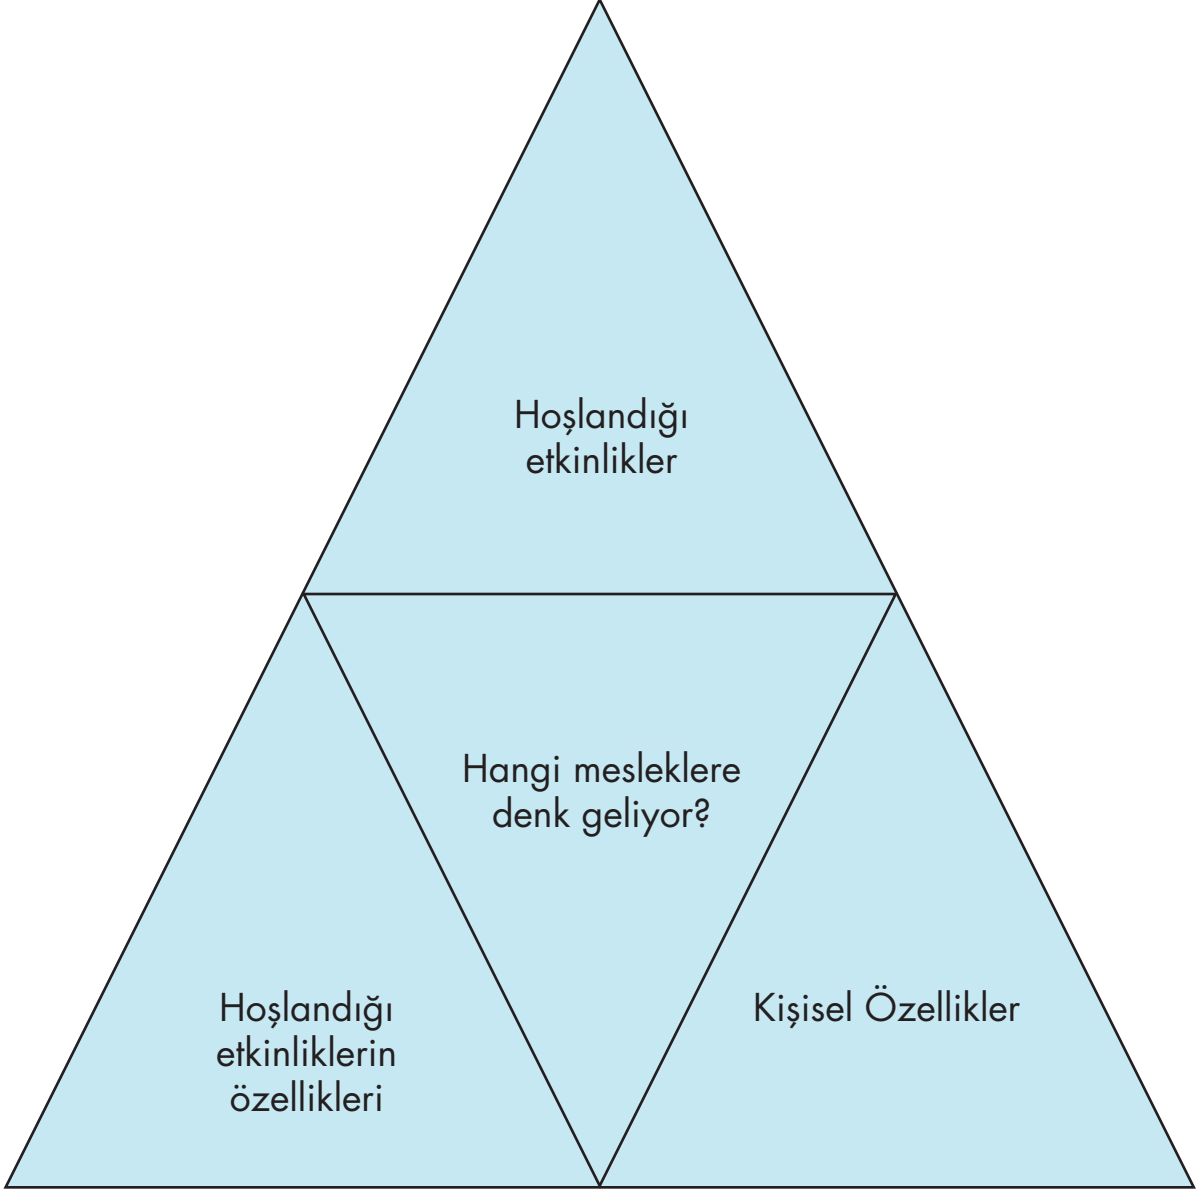 Hoşlandığı
etkinlikler
Hangi mesleklere
denk geliyor?
Hoşlandığı
etkinliklerin
özellikleri
Kişisel Özellikler